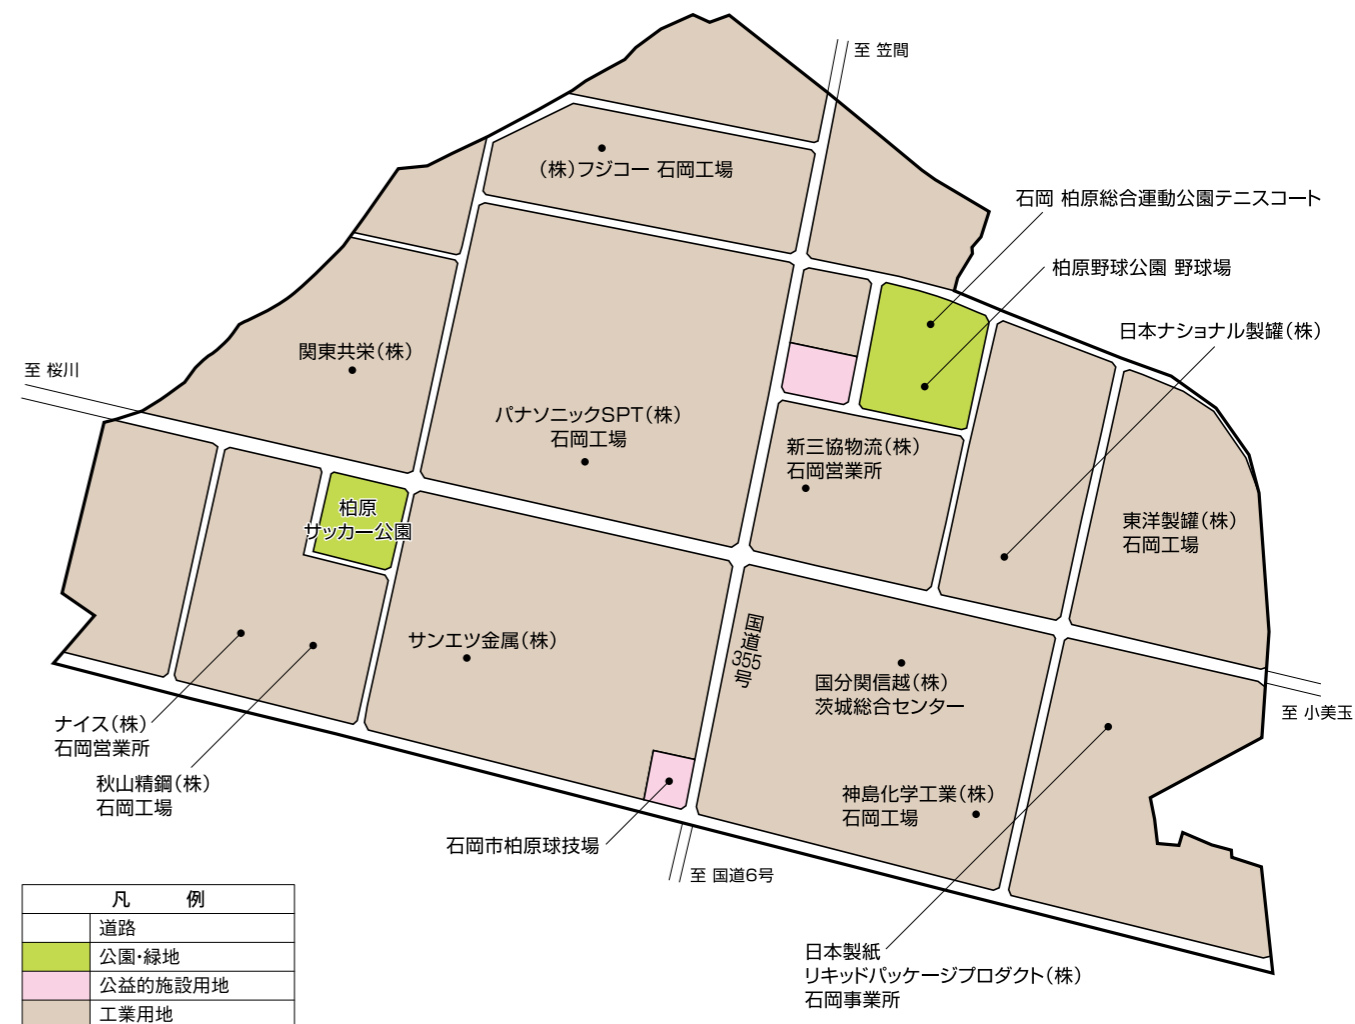 至 笠間
（株）フジコー 石岡工場
石岡 柏原総合運動公園テニスコート
柏原野球公園 野球場
日本ナショナル製罐（株）
関東共栄（株）
至 桜川
パナソニックSPT（株）
石岡工場
新三協物流（株）
石岡営業所
柏原
サッカー公園
東洋製罐（株）
石岡工場
サンエツ金属（株）
国道355号
国分関信越（株）
茨城総合センター
至 小美玉
ナイス（株）
石岡営業所
秋山精鋼（株）
石岡工場
神島化学工業（株）
石岡工場
石岡市柏原球技場
至 国道6号
日本製紙
リキッドパッケージプロダクト（株）
石岡事業所
凡 例
道路
公園・緑地
公益的施設用地
工業用地